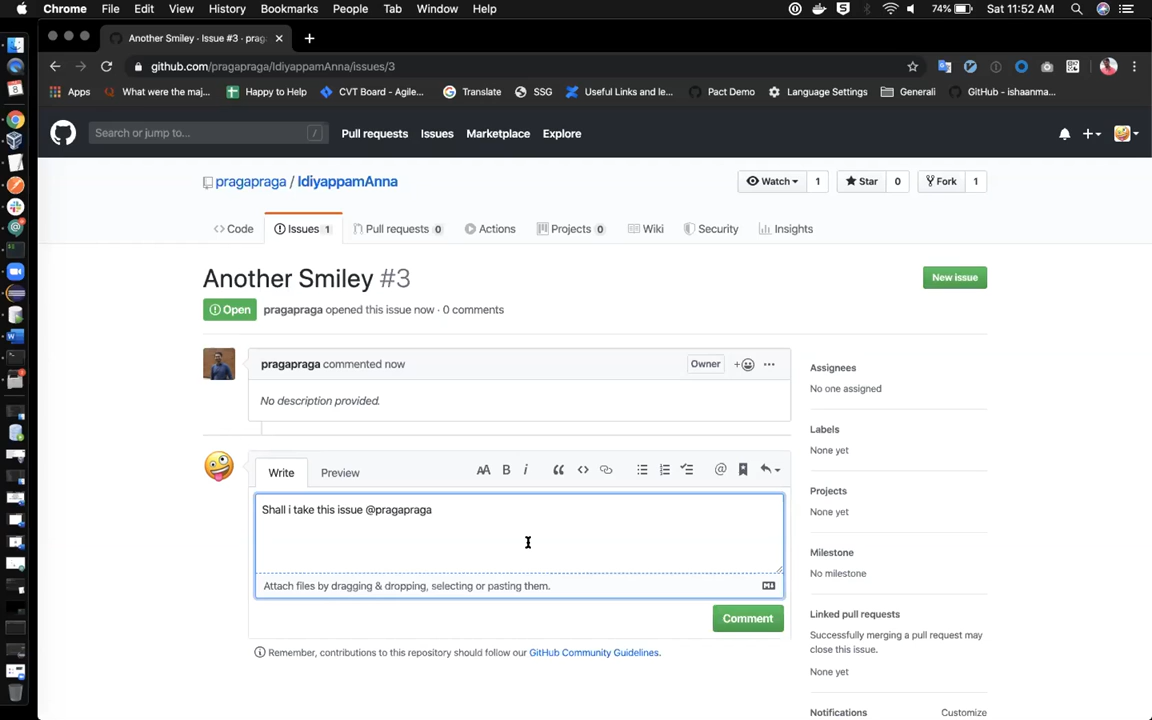 Chrome File Edit View History Bookmarks People Tab Window Help 74% Sat 11:52 AM
Another Smiley · Issue #3 · prag
github.com/pragapraga/IdiyappamAnna/issues/3
Apps What were the maj... Happy to Help CVT Board - Agile... Translate SSG Useful Links and le... Pact Demo Language Settings Generali GitHub - ishaanma...
Search or jump to... / Pull requests Issues Marketplace Explore
pragapraga / IdiyappamAnna Watch 1 Star 0 Fork 1
Code Issues 1 Pull requests 0 Actions Projects 0 Wiki Security Insights
Another Smiley #3 New issue
Open pragapraga opened this issue now · 0 comments
pragapraga commented now Owner
No description provided.
Write Preview AA B i
Shall i take this issue @pragapraga
Attach files by dragging & dropping, selecting or pasting them.
Comment
Remember, contributions to this repository should follow our GitHub Community Guidelines.
Assignees
No one assigned
Labels
None yet
Projects
None yet
Milestone
No milestone
Linked pull requests
Successfully merging a pull request may
close this issue.
None yet
Notifications Customize